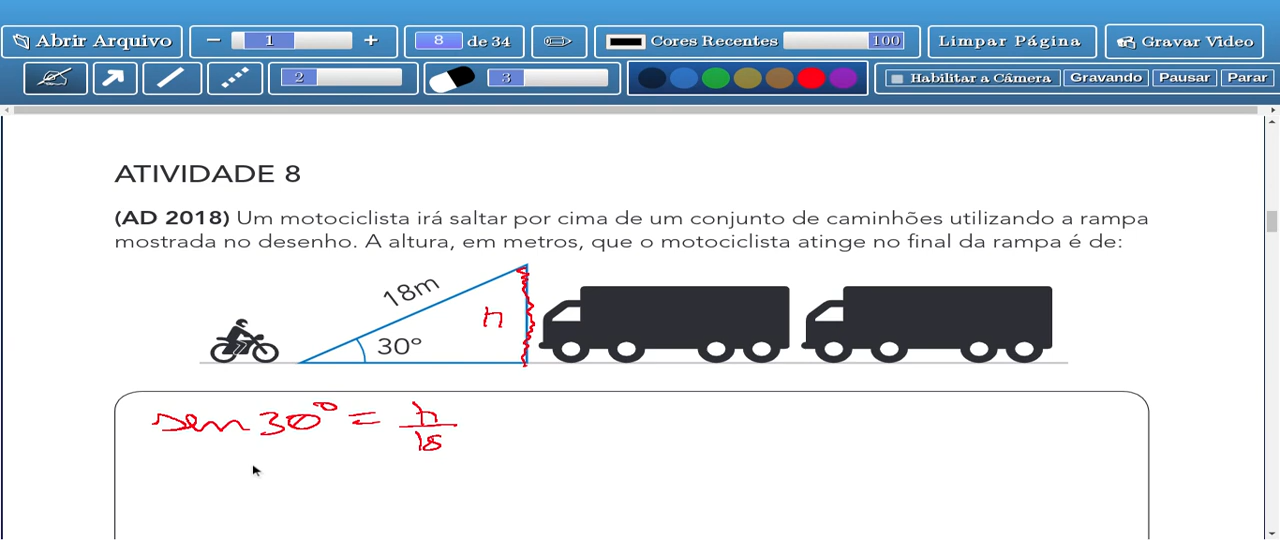 Abrir Arquivo − 1 + 8 de 34 Cores Recentes 100 Limpar Página Gravar Video
2 3 Habilitar a Câmera Gravando Pausar Parar
ATIVIDADE 8
(AD 2018) Um motociclista irá saltar por cima de um conjunto de caminhões utilizando a rampa
mostrada no desenho. A altura, em metros, que o motociclista atinge no final da rampa é de:
18m
h
30°
sen 30° = h
18